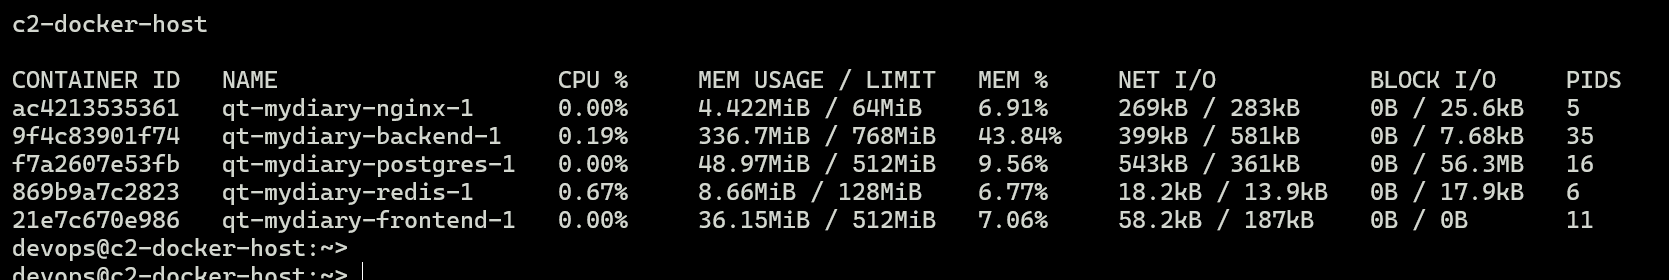 c2-docker-host
CONTAINER ID   NAME                    CPU %     MEM USAGE / LIMIT   MEM %     NET I/O           BLOCK I/O     PIDS
ac4213535361   qt-mydiary-nginx-1      0.00%     4.422MiB / 64MiB    6.91%     269kB / 283kB     0B / 25.6kB   5
9f4c83901f74   qt-mydiary-backend-1    0.19%     336.7MiB / 768MiB   43.84%    399kB / 581kB     0B / 7.68kB   35
f7a2607e53fb   qt-mydiary-postgres-1   0.00%     48.97MiB / 512MiB   9.56%     543kB / 361kB     0B / 56.3MB   16
869b9a7c2823   qt-mydiary-redis-1      0.67%     8.66MiB / 128MiB    6.77%     18.2kB / 13.9kB   0B / 17.9kB   6
21e7c670e986   qt-mydiary-frontend-1   0.00%     36.15MiB / 512MiB   7.06%     58.2kB / 187kB    0B / 0B       11
devops@c2-docker-host:~>
devops@c2-docker-host:~>